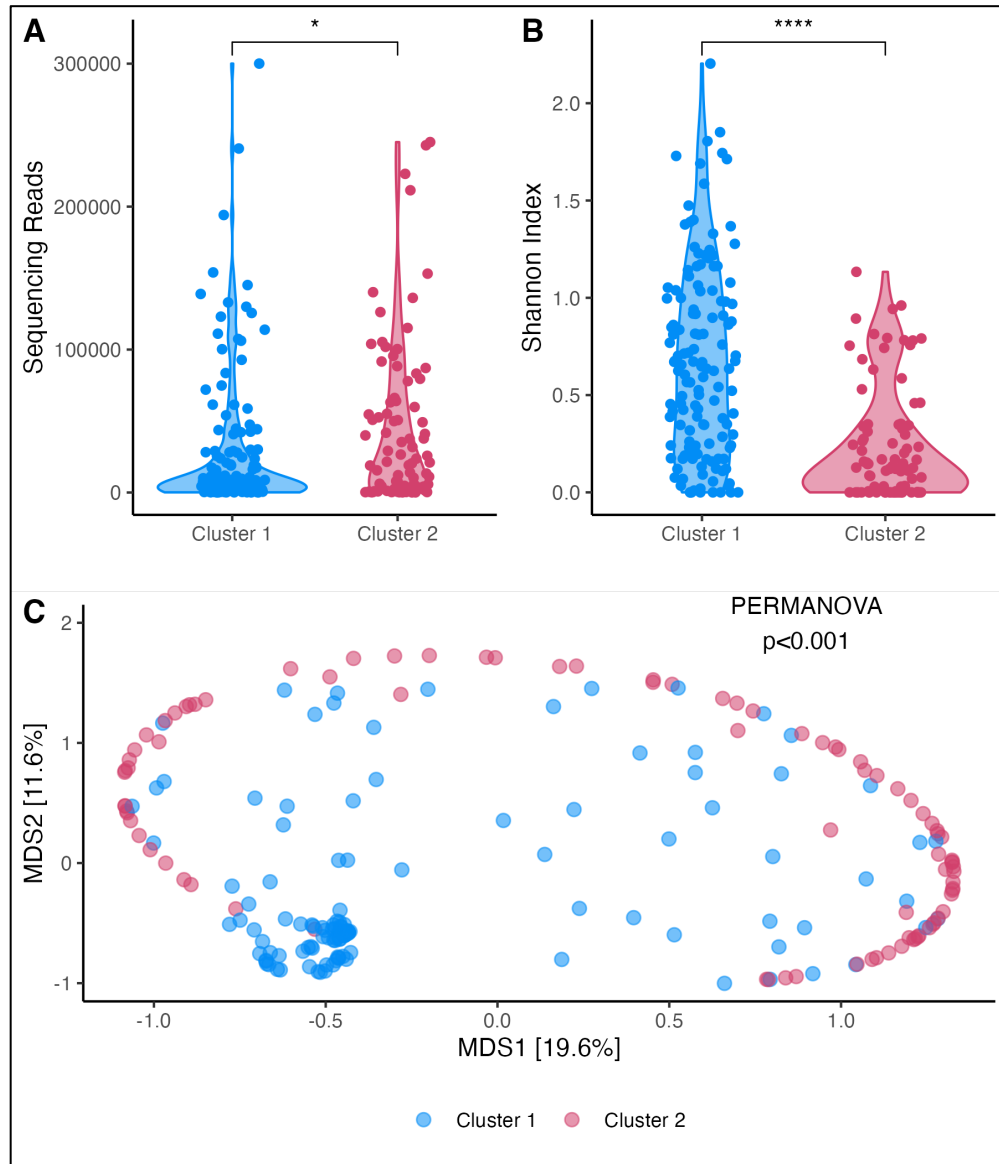 A
*
Sequencing Reads
300000
200000
100000
0
Cluster 1
Cluster 2
B
****
Shannon Index
2.0
1.5
1.0
0.5
0.0
Cluster 1
Cluster 2
C
PERMANOVA
p<0.001
MDS2 [11.6%]
2
1
0
-1
-1.0
-0.5
0.0
0.5
1.0
MDS1 [19.6%]
Cluster 1
Cluster 2